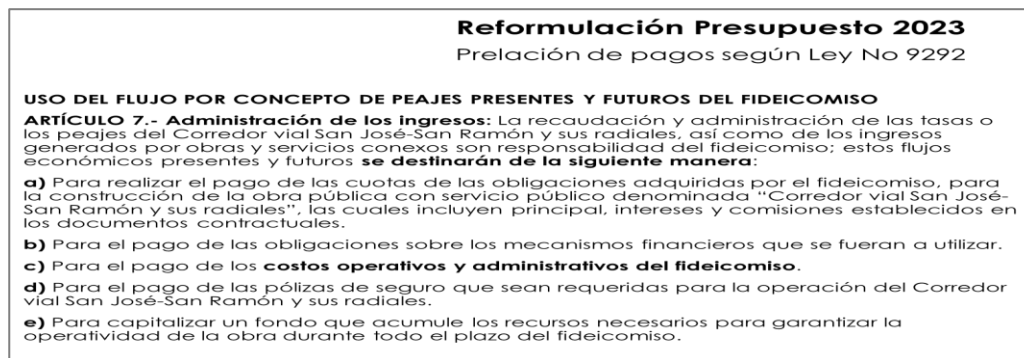 Reformulación Presupuesto 2023
Prelación de pagos según Ley No 9292
USO DEL FLUJO POR CONCEPTO DE PEAJES PRESENTES Y FUTUROS DEL FIDEICOMISO
ARTÍCULO 7.- Administración de los ingresos: La recaudación y administración de las tasas o
los peajes del Corredor vial San José-San Ramón y sus radiales, así como de los ingresos
generados por obras y servicios conexos son responsabilidad del fideicomiso; estos flujos
económicos presentes y futuros se destinarán de la siguiente manera:
a) Para realizar el pago de las cuotas de las obligaciones adquiridas por el fideicomiso, para
la construcción de la obra pública con servicio público denominada “Corredor vial San José-
San Ramón y sus radiales”, las cuales incluyen principal, intereses y comisiones establecidos en
los documentos contractuales.
b) Para el pago de las obligaciones sobre los mecanismos financieros que se fueran a utilizar.
c) Para el pago de los costos operativos y administrativos del fideicomiso.
d) Para el pago de las pólizas de seguro que sean requeridas para la operación del Corredor
vial San José-San Ramón y sus radiales.
e) Para capitalizar un fondo que acumule los recursos necesarios para garantizar la
operatividad de la obra durante todo el plazo del fideicomiso.